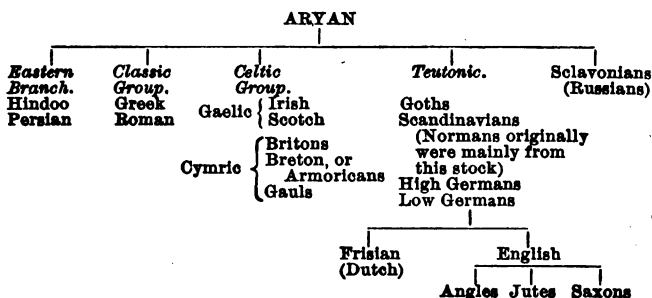 ARYAN
Eastern Branch.
Hindoo
Persian
Classic Group.
Greek
Roman
Celtic Group.
Gaelic { Irish
Scotch
Cymric { Britons
Breton, or
Armoricans
Gauls
Teutonic.
Goths
Scandinavians
(Normans originally
were mainly from
this stock)
High Germans
Low Germans
Sclavonians
(Russians)
Frisian
(Dutch)
English
Angles Jutes Saxons